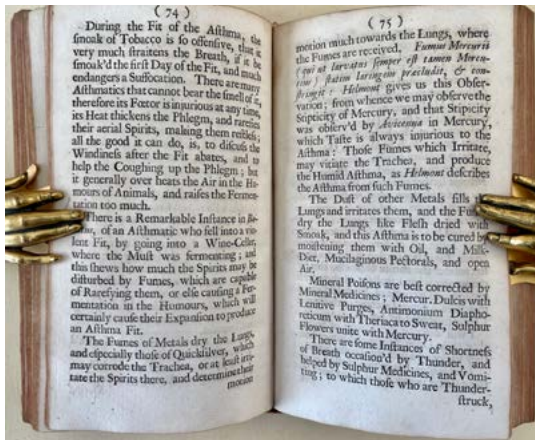 ( 74 )
During the Fit of the Aſthma, the
ſmoak of Tobacco is ſo offenſive, that it
very much ſtraitens the Breath, if it be
ſmoak'd the firſt Day of the Fit, and much
endangers a Suffocation. There are many
Aſthmatics that cannot bear the ſmell of it,
therefore its Fœtor is injurious at any time,
its Heat thickens the Phlegm, and rarefies
their aerial Spirits, making them reſtleſs;
all the good it can do, is, to diſcuſs the
Windineſs after the Fit abates, and to
help the Coughing up the Phlegm; but
it generally over heats the Air in the Hu-
mours of Animals, and raiſes the Fermen-
tation too much.
There is a Remarkable Inſtance in
of an Aſthmatic who fell into a vio-
lent Fit, by going into a Wine-Cellar,
where the Muſt was fermenting; and
this ſhews how much the Spirits may be
diſturbed by Fumes, which are capable
of Rarefying them, or elſe cauſing a Fer-
mentation in the Humours, which will
certainly cauſe their Expanſion to produce
an Aſthma Fit.
The Fumes of Metals dry the Lungs,
and eſpecially thoſe of Quickſilver, which
may corrode the Trachea, or at leaſt irri-
tate the Spirits there, and determine their
motion
( 75 )
motion much towards the Lungs, where
the Fumes are received, Fumus Mercurii
(qui ut larvatus ſemper eſt tamen Mercu-
rius) ſtatim laringem præcludit, & con-
ſtringit: Helmont gives us this Obſer-
vation; from whence we may obſerve the
Stipticity of Mercury, and that Stipicity
was obſerv'd by Avicenna in Mercury,
which Taſte is always injurious to the
Aſthma: Thoſe Fumes which Irritate,
may vitiate the Trachea, and produce
the Humid Aſthma, as Helmont deſcribes
the Aſthma from ſuch Fumes.
The Duſt of other Metals fills
Lungs and irritates them, and the
dry the Lungs like Fleſh dried with
Smoak, and this Aſthma is to be cured by
moiſtening them with Oil, and Milk-
Diet, Mucilaginous Pectorals, and open
Air.
Mineral Poiſons are beſt corrected by
Mineral Medicines; Mercur. Dulcis with
Lenitive Purges, Antimonium Diapho-
reticum with Theriaca to Sweat, Sulphur
Flowers unite with Mercury.
There are ſome Inſtances of Shortneſs
of Breath occaſion'd by Thunder, and
helped by Sulphur Medicines, and Vomi-
ting; to which thoſe who are Thunder-
ſtruck,